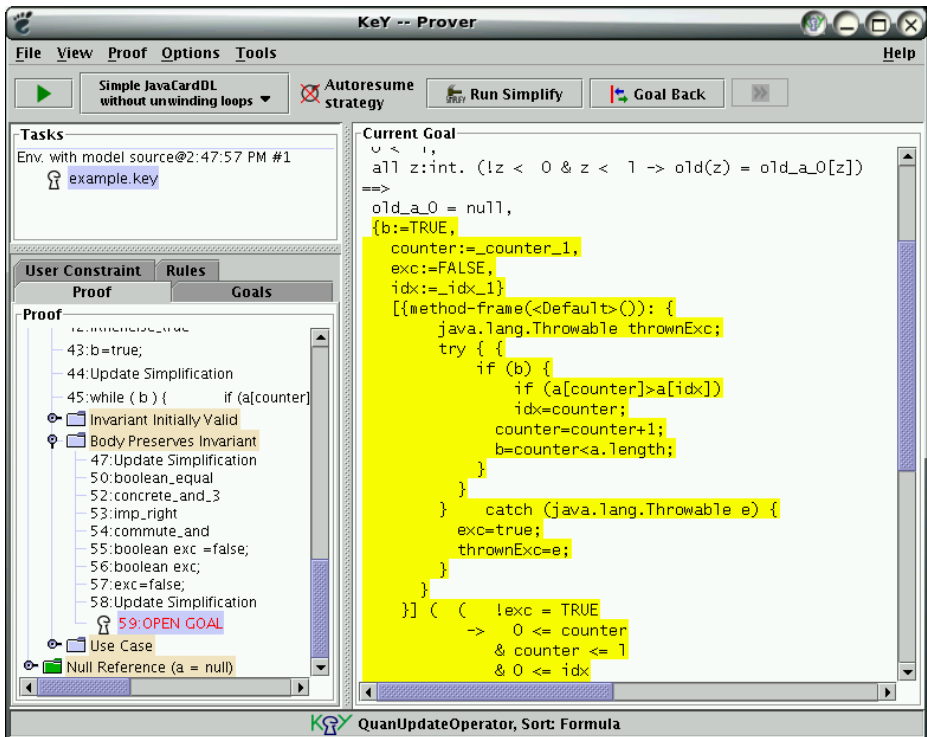 KeY -- Prover
File View Proof Options Tools Help
Simple JavaCardDL
without unwinding loops
Autoresume
strategy
Run Simplify
Goal Back
Tasks
Env. with model source@2:47:57 PM #1
example.key
User Constraint Rules
Proof Goals
Proof
43:b=true;
44:Update Simplification
45:while ( b ) { if (a[counter]
Invariant Initially Valid
Body Preserves Invariant
47:Update Simplification
50:boolean_equal
52:concrete_and_3
53:imp_right
54:commute_and
55:boolean exc =false;
56:boolean exc;
57:exc=false;
58:Update Simplification
59:OPEN GOAL
Use Case
Null Reference (a = null)
Current Goal
0 < l,
all z:int. (!z < 0 & z < l -> old(z) = old_a_0[z])
==>
old_a_0 = null,
{b:=TRUE,
counter:=_counter_1,
exc:=FALSE,
idx:=_idx_1}
[{method-frame(<Default>()): {
java.lang.Throwable thrownExc;
try { {
if (b) {
if (a[counter]>a[idx])
idx=counter;
counter=counter+1;
b=counter<a.length;
}
}
} catch (java.lang.Throwable e) {
exc=true;
thrownExc=e;
}
}
}] ( ( !exc = TRUE
-> 0 <= counter
& counter <= l
& 0 <= idx
KeY QuanUpdateOperator, Sort: Formula